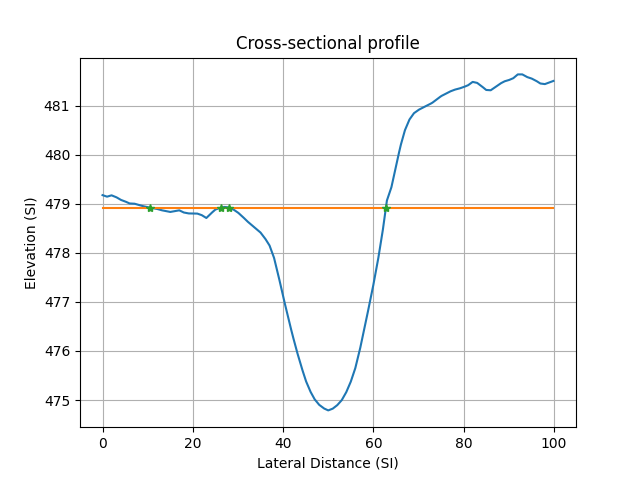 Cross-sectional profile
Elevation (SI)
481
480
479
478
477
476
475
0 20 40 60 80 100
Lateral Distance (SI)